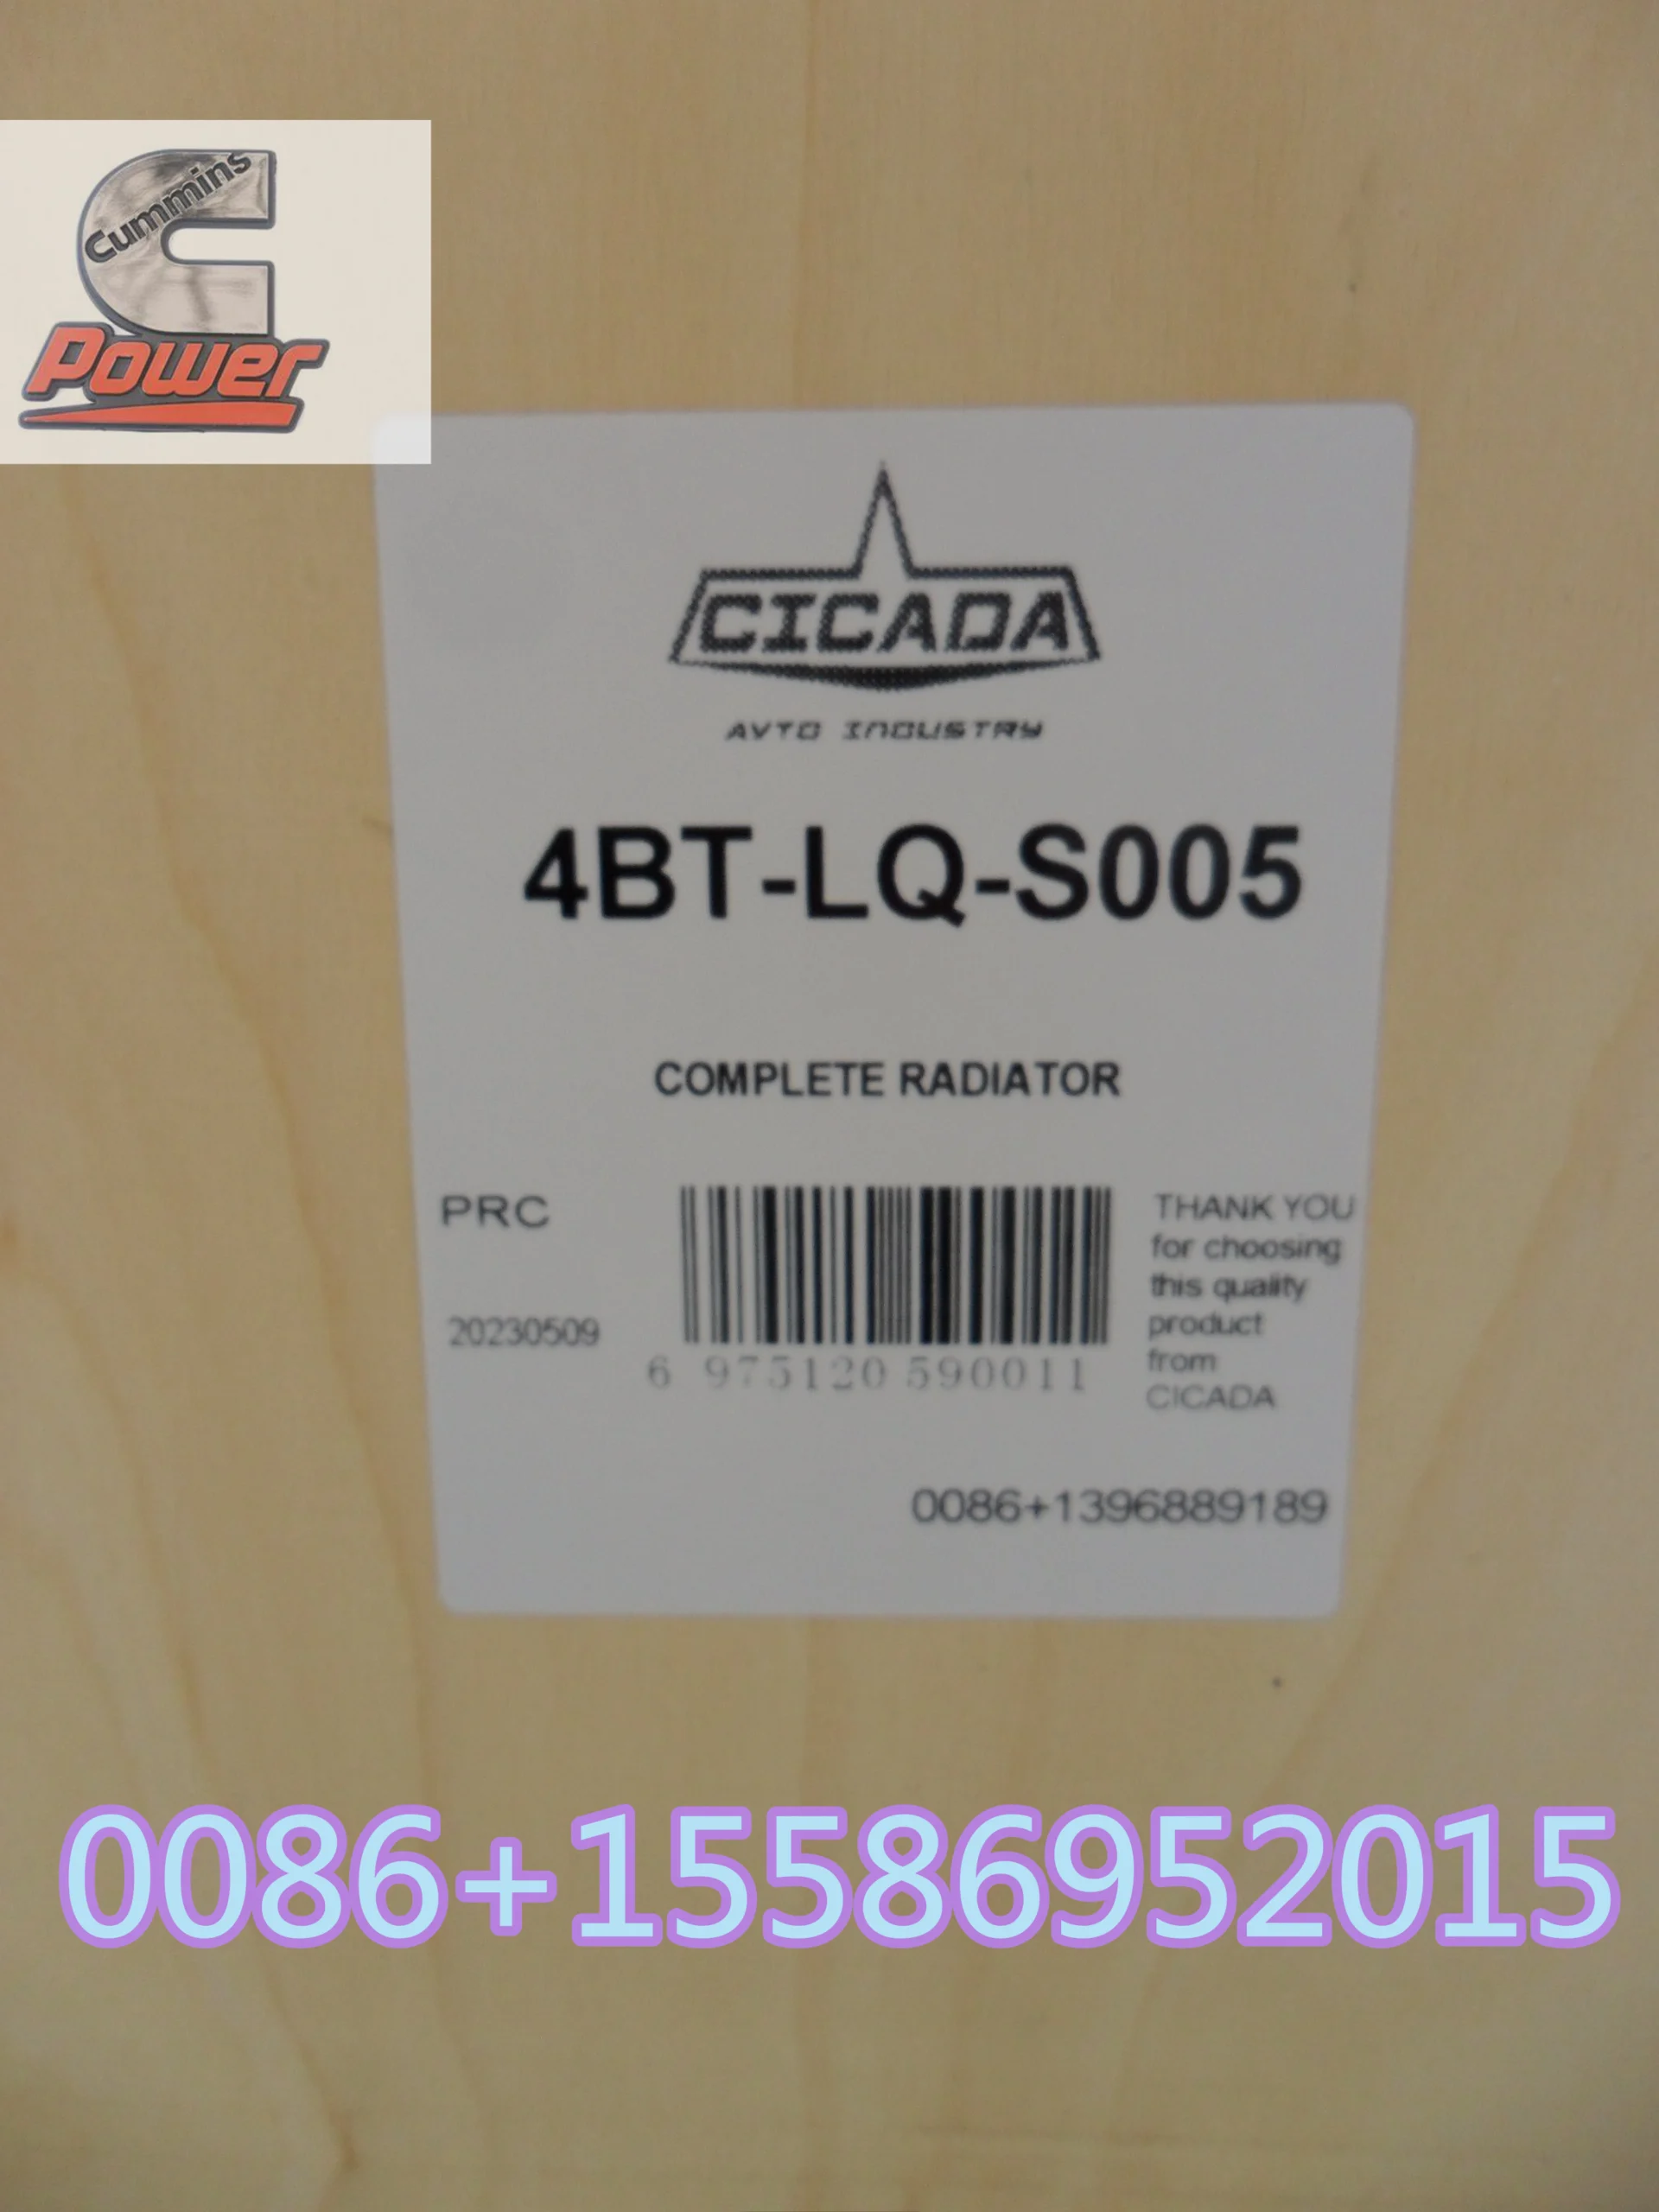 Cummins
Power
CICADA
AVTO INDUSTRY
4BT-LQ-S005
COMPLETE RADIATOR
PRC
20230509
6 975120 590011
THANK YOU
for choosing
this quality
product
from
CICADA
0086+1396889189
0086+15586952015